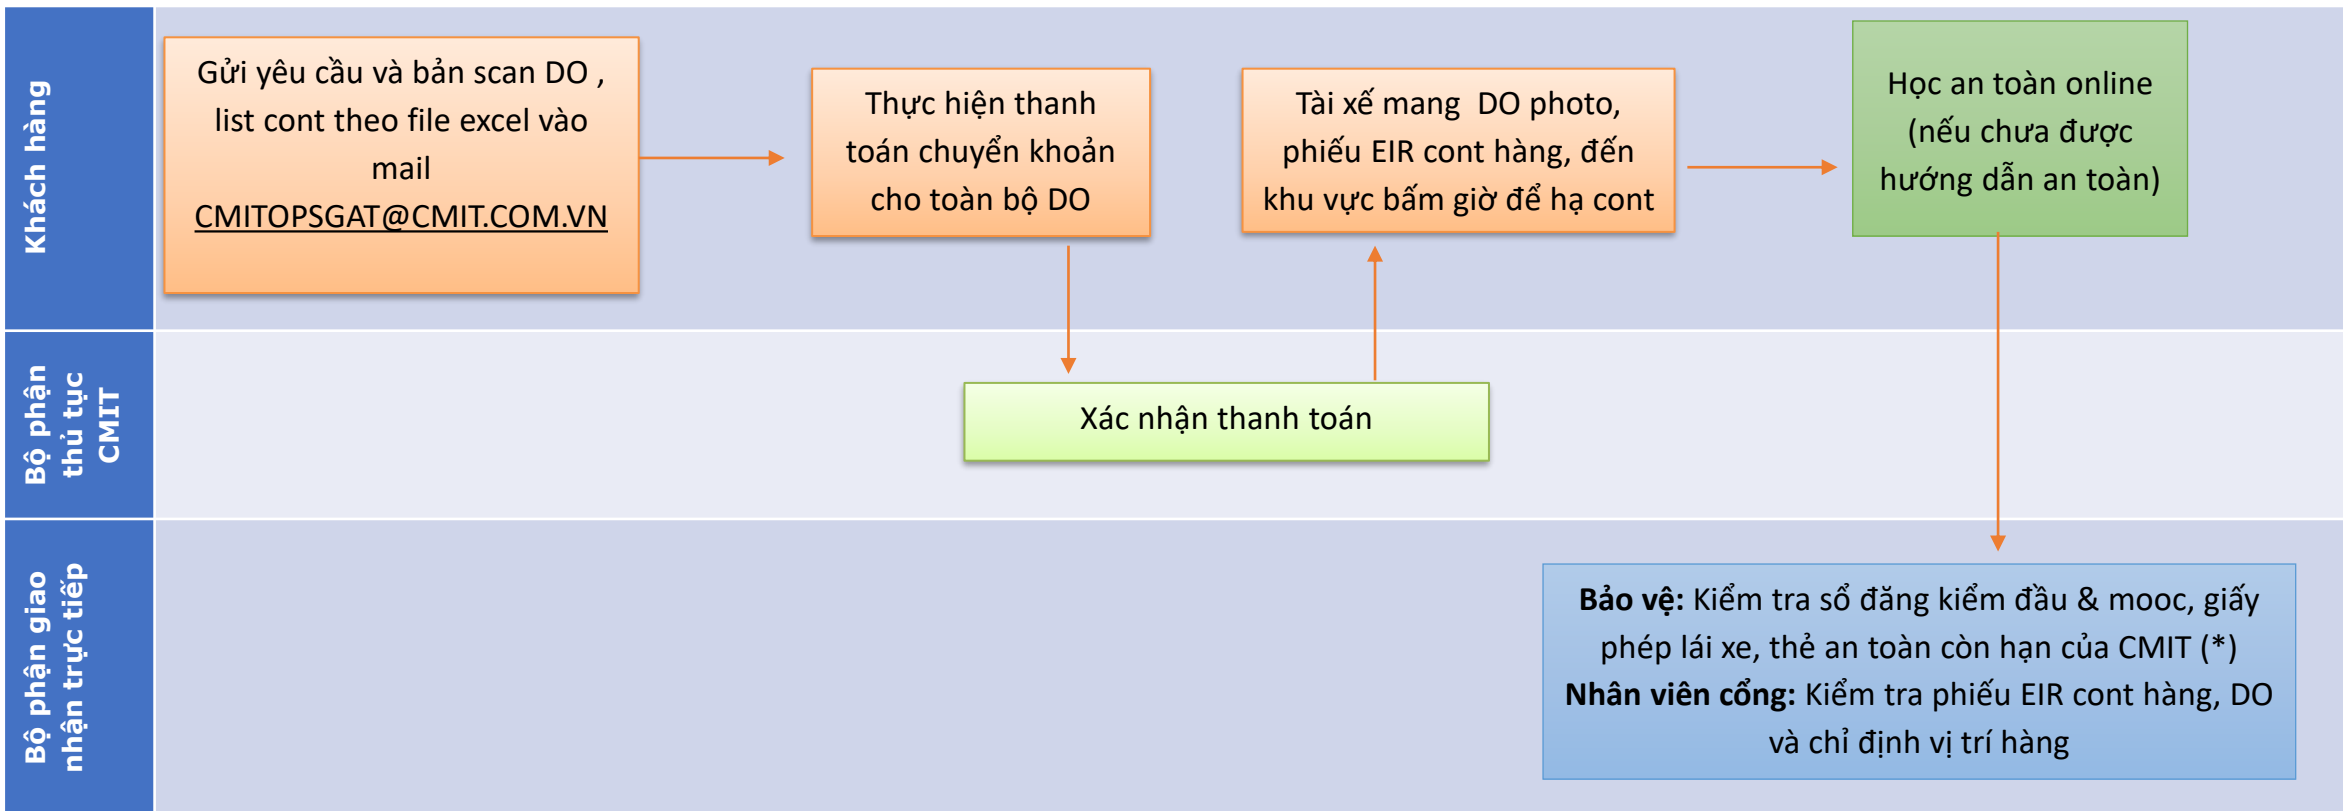 Khách hàng
Gửi yêu cầu và bản scan DO ,
list cont theo file excel vào
mail
CMITOPSGAT@CMIT.COM.VN
Thực hiện thanh
toán chuyển khoản
cho toàn bộ DO
Tài xế mang DO photo,
phiếu EIR cont hàng, đến
khu vực bấm giờ để hạ cont
Học an toàn online
(nếu chưa được
hướng dẫn an toàn)
Bộ phận
thủ tục
CMIT
Xác nhận thanh toán
Bộ phận giao
nhận trực tiếp
Bảo vệ: Kiểm tra sổ đăng kiểm đầu & mooc, giấy
phép lái xe, thẻ an toàn còn hạn của CMIT (*)
Nhân viên cổng: Kiểm tra phiếu EIR cont hàng, DO
và chỉ định vị trí hàng